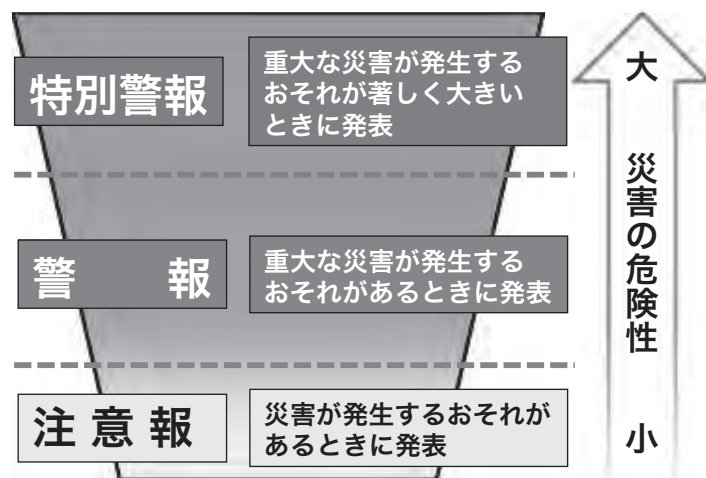 特別警報
重大な災害が発生する
おそれが著しく大きい
ときに発表
警　　報
重大な災害が発生する
おそれがあるときに発表
注意報
災害が発生するおそれが
あるときに発表
大
災害の危険性
小